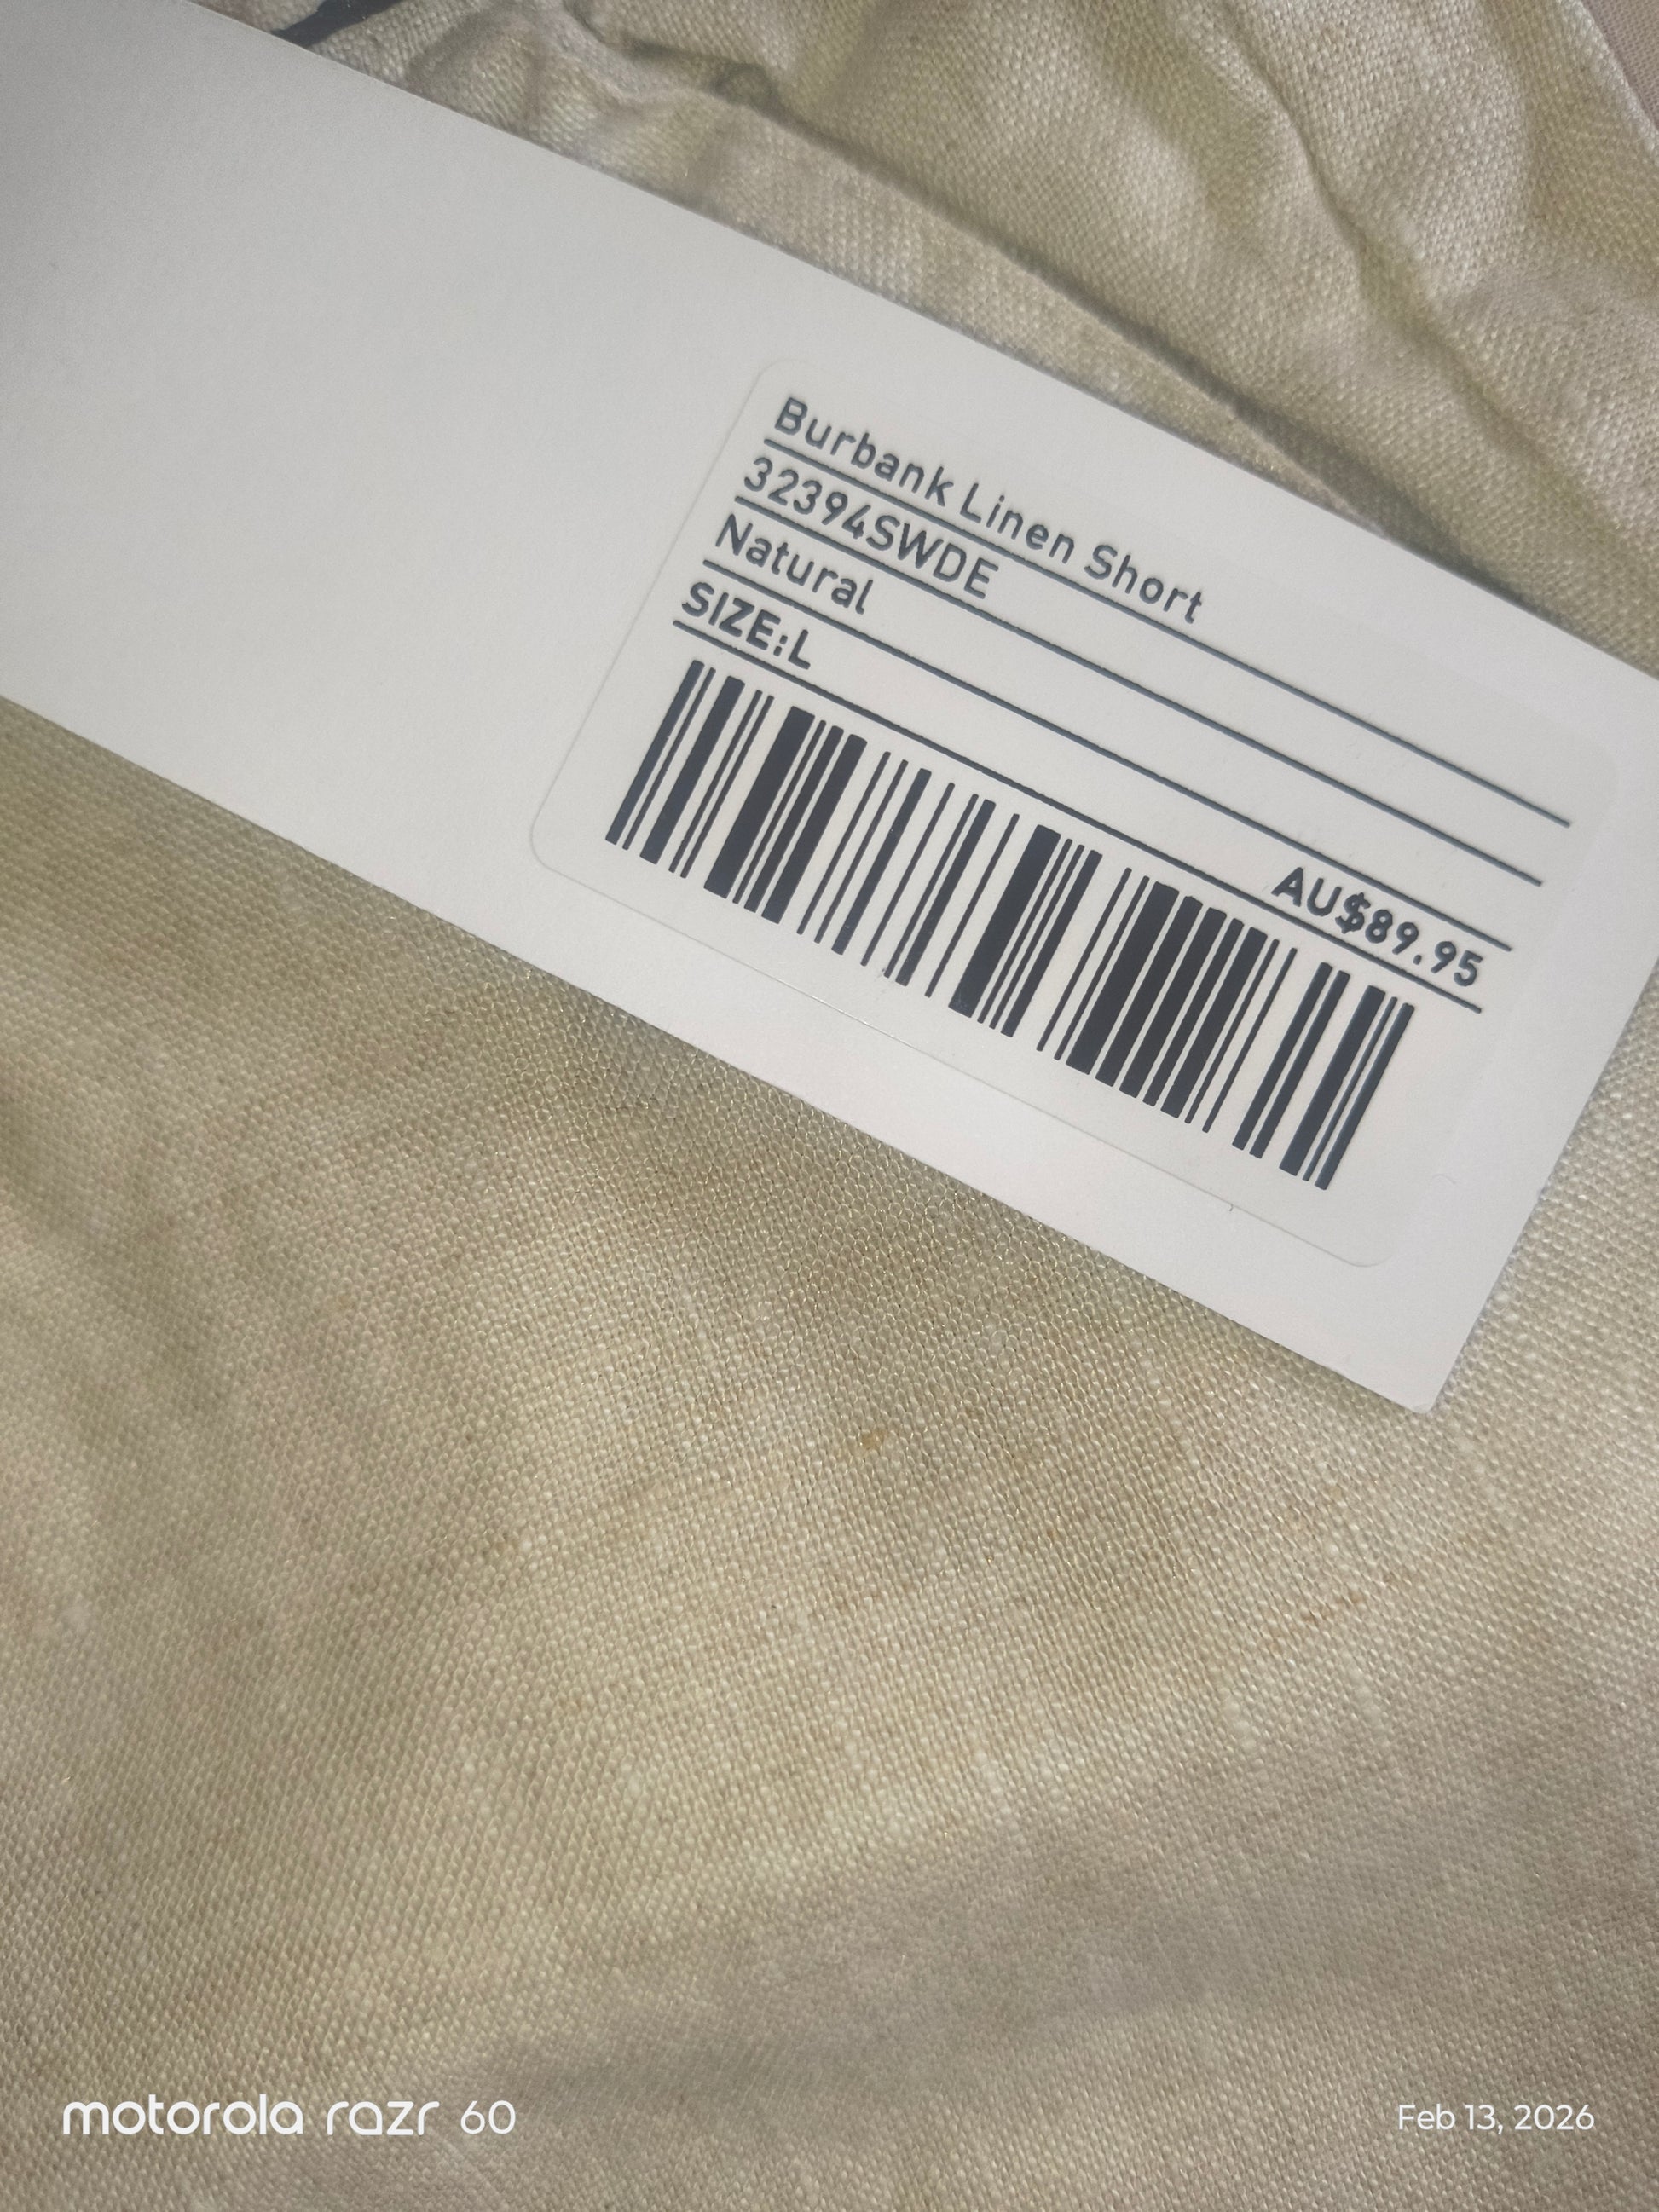 Burbank Linen Short
32394SWDE
Natural
SIZE:L
AU$89.95
motorola razr 60
Feb 13, 2026